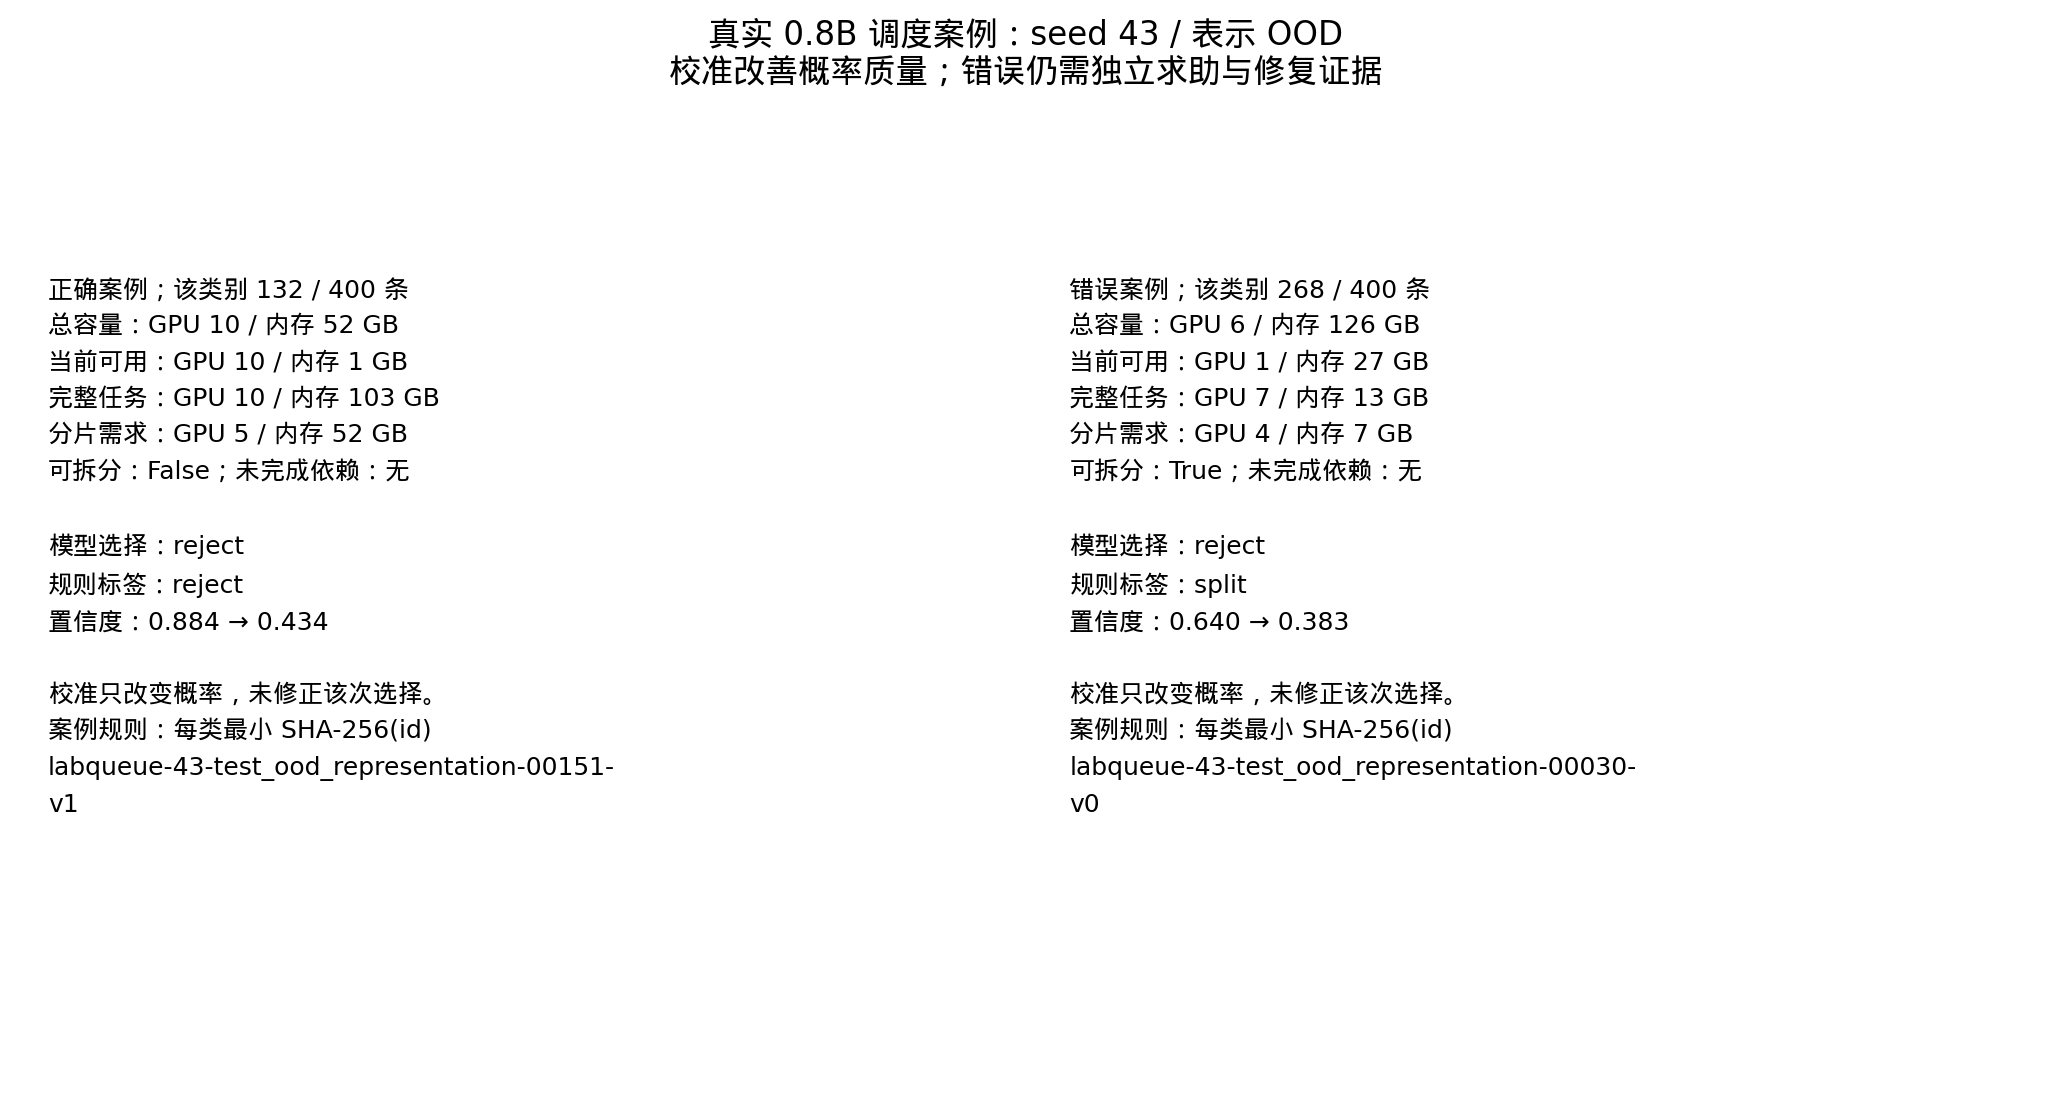 真实 0.8B 调度案例：seed 43 / 表示 OOD
校准改善概率质量；错误仍需独立求助与修复证据
正确案例；该类别 132 / 400 条
总容量：GPU 10 / 内存 52 GB
当前可用：GPU 10 / 内存 1 GB
完整任务：GPU 10 / 内存 103 GB
分片需求：GPU 5 / 内存 52 GB
可拆分：False；未完成依赖：无
模型选择：reject
规则标签：reject
置信度：0.884 → 0.434
校准只改变概率，未修正该次选择。
案例规则：每类最小 SHA-256(id)
labqueue-43-test_ood_representation-00151-
v1
错误案例；该类别 268 / 400 条
总容量：GPU 6 / 内存 126 GB
当前可用：GPU 1 / 内存 27 GB
完整任务：GPU 7 / 内存 13 GB
分片需求：GPU 4 / 内存 7 GB
可拆分：True；未完成依赖：无
模型选择：reject
规则标签：split
置信度：0.640 → 0.383
校准只改变概率，未修正该次选择。
案例规则：每类最小 SHA-256(id)
labqueue-43-test_ood_representation-00030-
v0